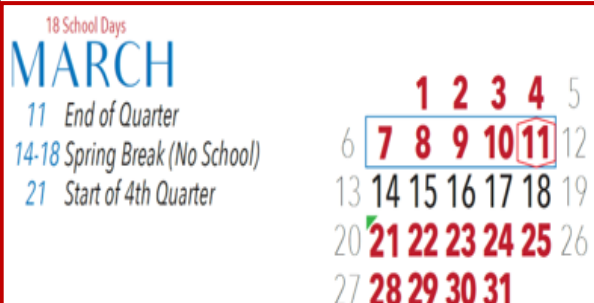 18 School Days
MARCH
11 End of Quarter
14-18 Spring Break (No School)
21 Start of 4th Quarter
1 2 3 4 5
6 7 8 9 10 11 12
13 14 15 16 17 18 19
20 21 22 23 24 25 26
27 28 29 30 31